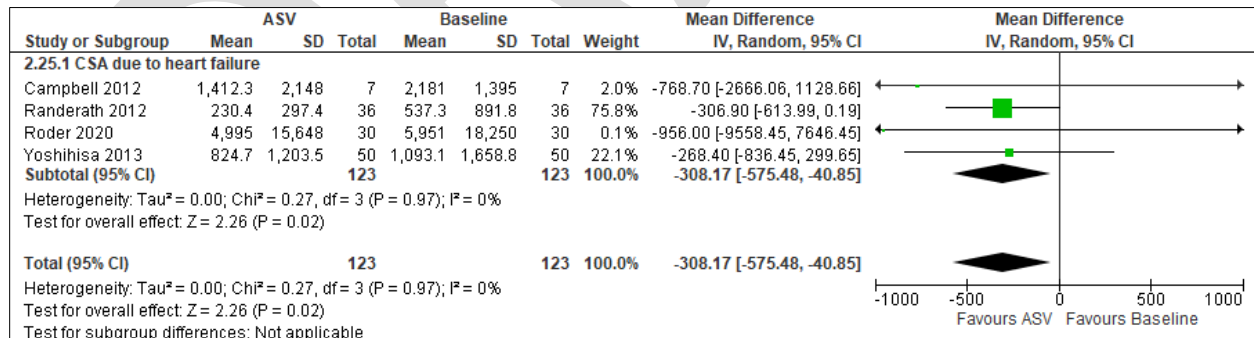 ASV Baseline Mean Difference Mean Difference
Study or Subgroup Mean SD Total Mean SD Total Weight IV, Random, 95% CI IV, Random, 95% CI
2.25.1 CSA due to heart failure
Campbell 2012 1,412.3 2,148 7 2,181 1,395 7 2.0% -768.70 [-2666.06, 1128.66]
Randerath 2012 230.4 297.4 36 537.3 891.8 36 75.8% -306.90 [-613.99, 0.19]
Roder 2020 4,995 15,648 30 5,951 18,250 30 0.1% -956.00 [-9558.45, 7646.45]
Yoshihisa 2013 824.7 1,203.5 50 1,093.1 1,658.8 50 22.1% -268.40 [-836.45, 299.65]
Subtotal (95% CI) 123 123 100.0% -308.17 [-575.48, -40.85]
Heterogeneity: Tau² = 0.00; Chi² = 0.27, df = 3 (P = 0.97); I² = 0%
Test for overall effect: Z = 2.26 (P = 0.02)
Total (95% CI) 123 123 100.0% -308.17 [-575.48, -40.85]
Heterogeneity: Tau² = 0.00; Chi² = 0.27, df = 3 (P = 0.97); I² = 0%
Test for overall effect: Z = 2.26 (P = 0.02)
Test for subgroup differences: Not applicable
-1000 -500 0 500 1000
Favours ASV Favours Baseline